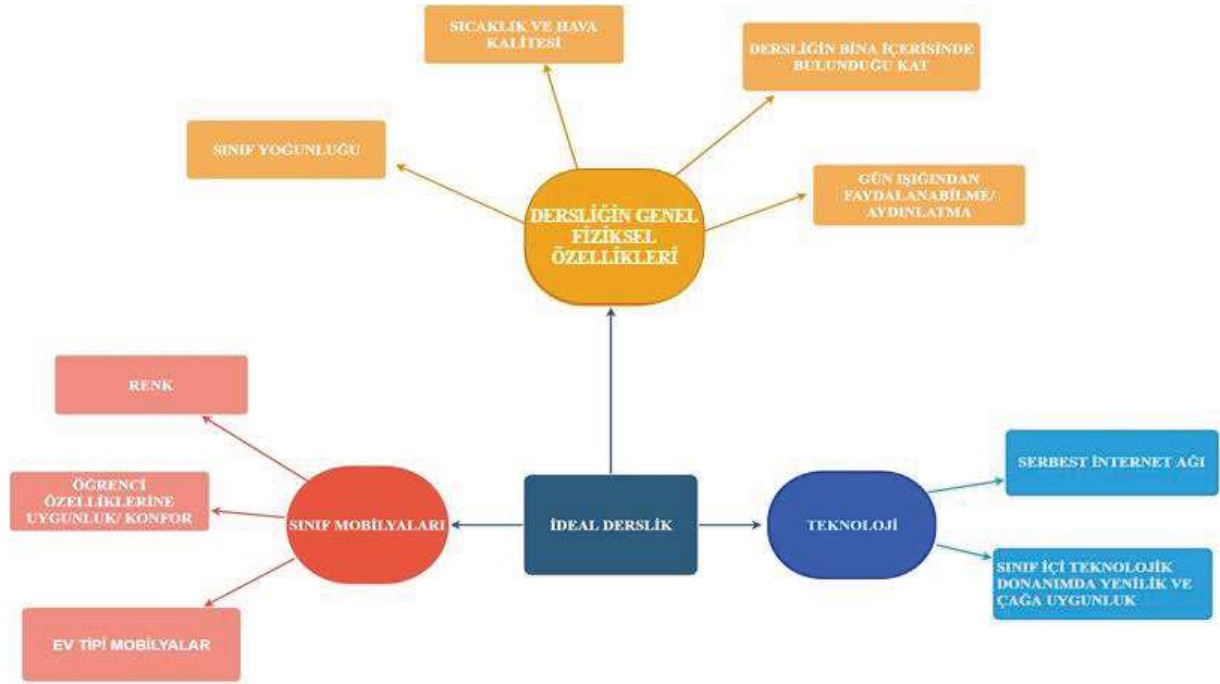 SICAKLIK VE HAVA
KALİTESİ
DERSLİĞİN BİNA İÇERİSİNDE
BULUNDUĞU KAT
SINIF YOĞUNLUĞU
GÜN IŞIĞINDAN
FAYDALANABİLME/
AYDINLATMA
DERSLİĞİN GENEL
FİZİKSEL
ÖZELLİKLERİ
RENK
ÖĞRENCİ
ÖZELLİKLERİNE
UYGUNLUK/ KONFOR
EV TİPİ MOBİLYALAR
SINIF MOBİLYALARI
İDEAL DERSLİK
TEKNOLOJİ
SERBEST İNTERNET AĞI
SINIF İÇİ TEKNOLOJİK
DONANIMDA YENİLİK VE
ÇAĞA UYGUNLUK